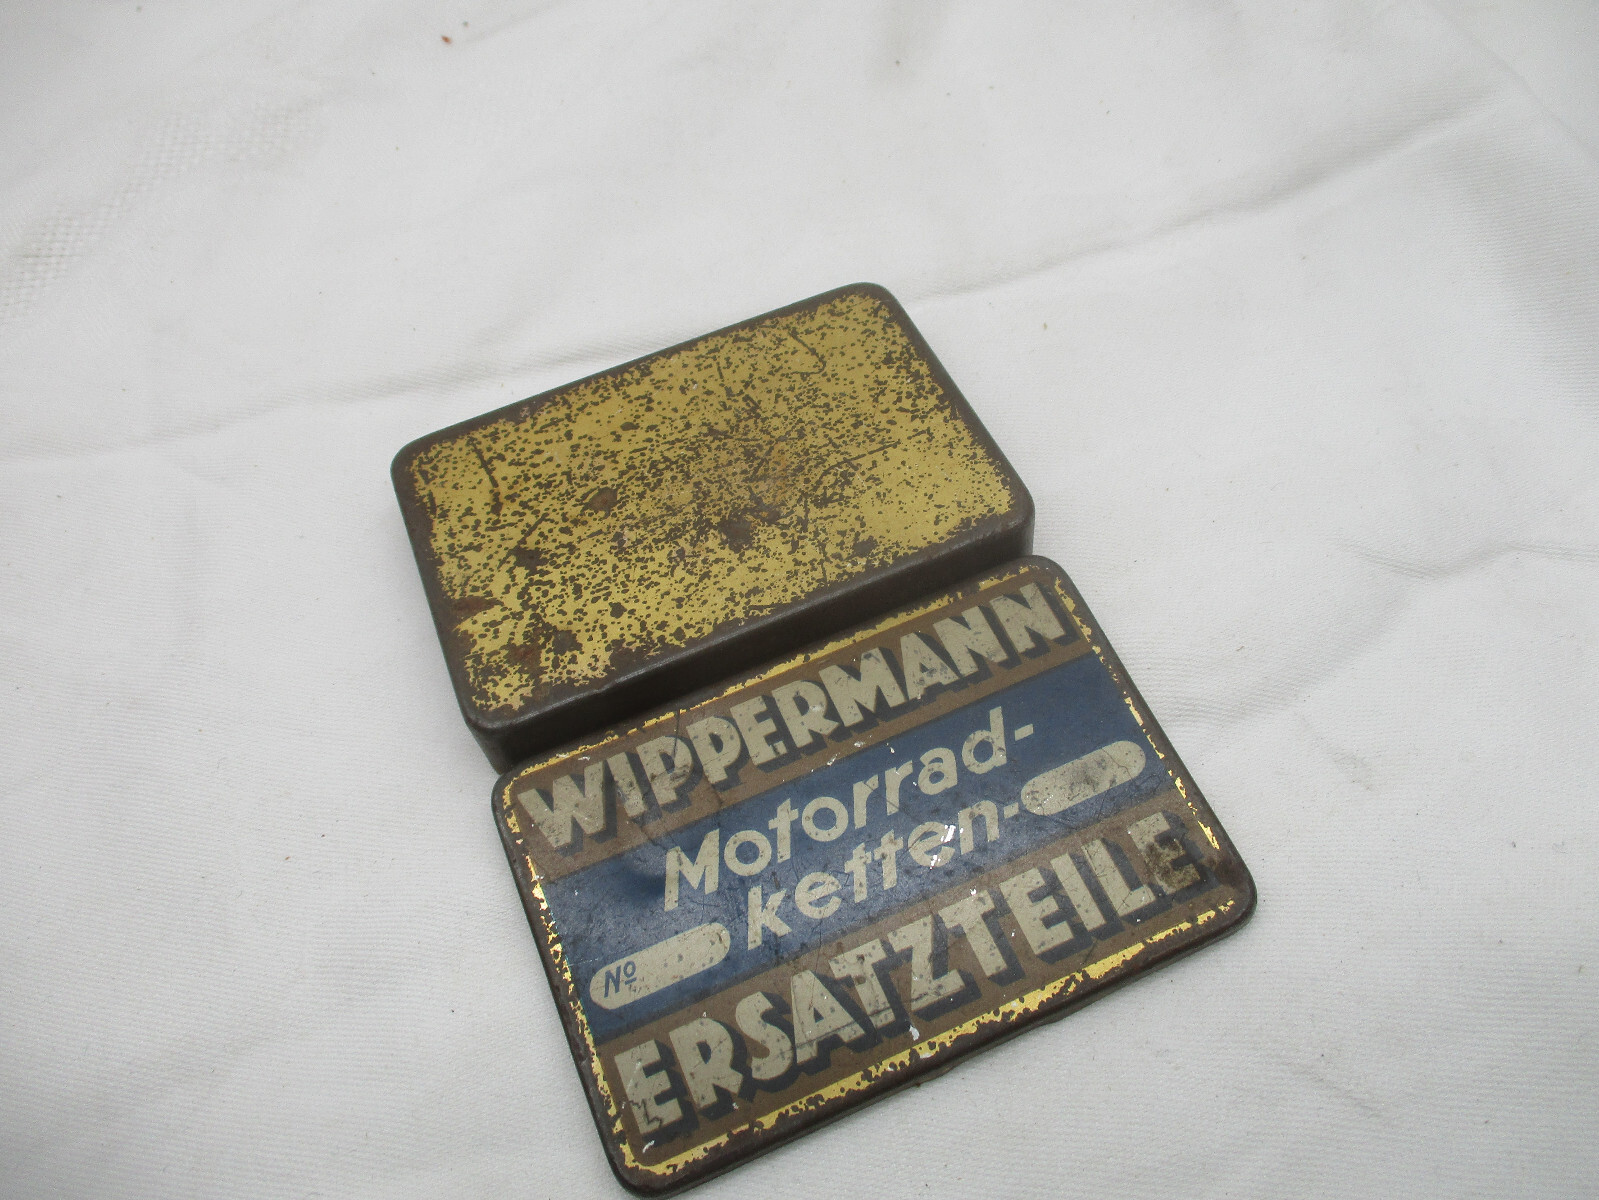 WIPPERMANN
Motorrad-
ketten-
Nº
ERSATZTEILE